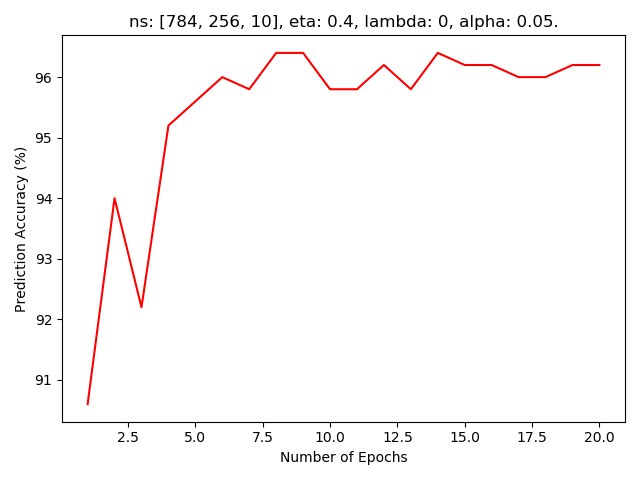 ns: [784, 256, 10], eta: 0.4, lambda: 0, alpha: 0.05.
Prediction Accuracy (%)
96
95
94
93
92
91
2.5 5.0 7.5 10.0 12.5 15.0 17.5 20.0
Number of Epochs